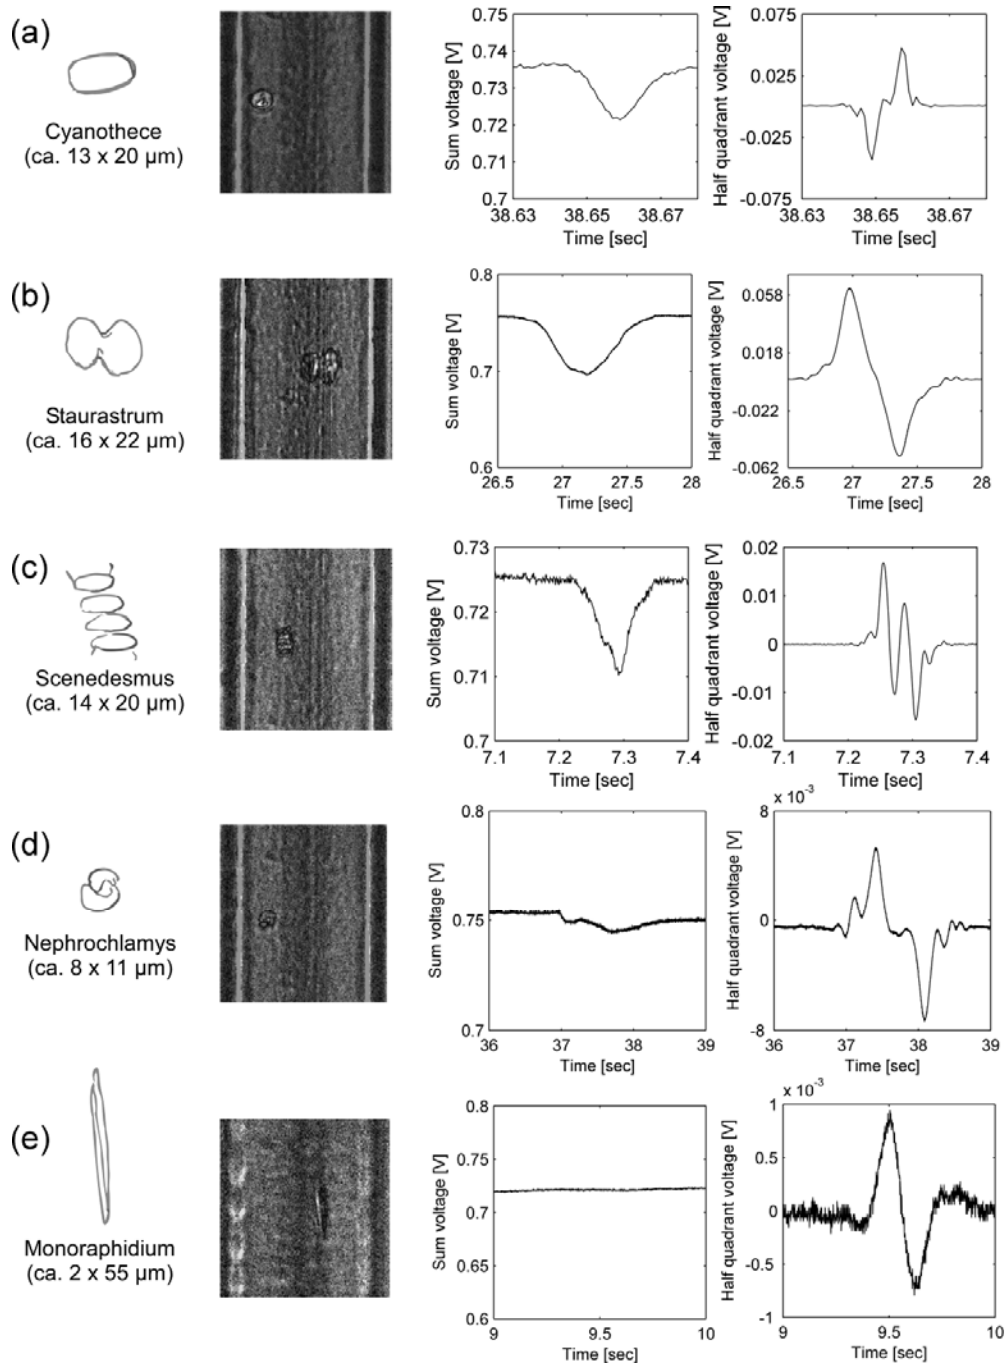 (a)
Cyanothece
(ca. 13 x 20 µm)
Sum voltage [V]
0.75
0.74
0.73
0.72
0.71
0.7
38.63 38.65 38.67
Time [sec]
Half quadrant voltage [V]
0.075
0.025
-0.025
-0.075
38.63 38.65 38.67
Time [sec]
(b)
Staurastrum
(ca. 16 x 22 µm)
Sum voltage [V]
0.8
0.7
0.6
26.5 27 27.5 28
Time [sec]
Half quadrant voltage [V]
0.058
0.018
-0.022
-0.062
26.5 27 27.5 28
Time [sec]
(c)
Scenedesmus
(ca. 14 x 20 µm)
Sum voltage [V]
0.73
0.72
0.71
0.7
7.1 7.2 7.3 7.4
Time [sec]
Half quadrant voltage [V]
0.02
0.01
0
-0.01
-0.02
7.1 7.2 7.3 7.4
Time [sec]
(d)
Nephrochlamys
(ca. 8 x 11 µm)
Sum voltage [V]
0.8
0.75
0.7
36 37 38 39
Time [sec]
Half quadrant voltage [V]
x 10⁻³
8
0
-8
36 37 38 39
Time [sec]
(e)
Monoraphidium
(ca. 2 x 55 µm)
Sum voltage [V]
0.8
0.75
0.7
0.65
0.6
9 9.5 10
Time [sec]
Half quadrant voltage [V]
x 10⁻³
1
0.5
0
-0.5
-1
9 9.5 10
Time [sec]